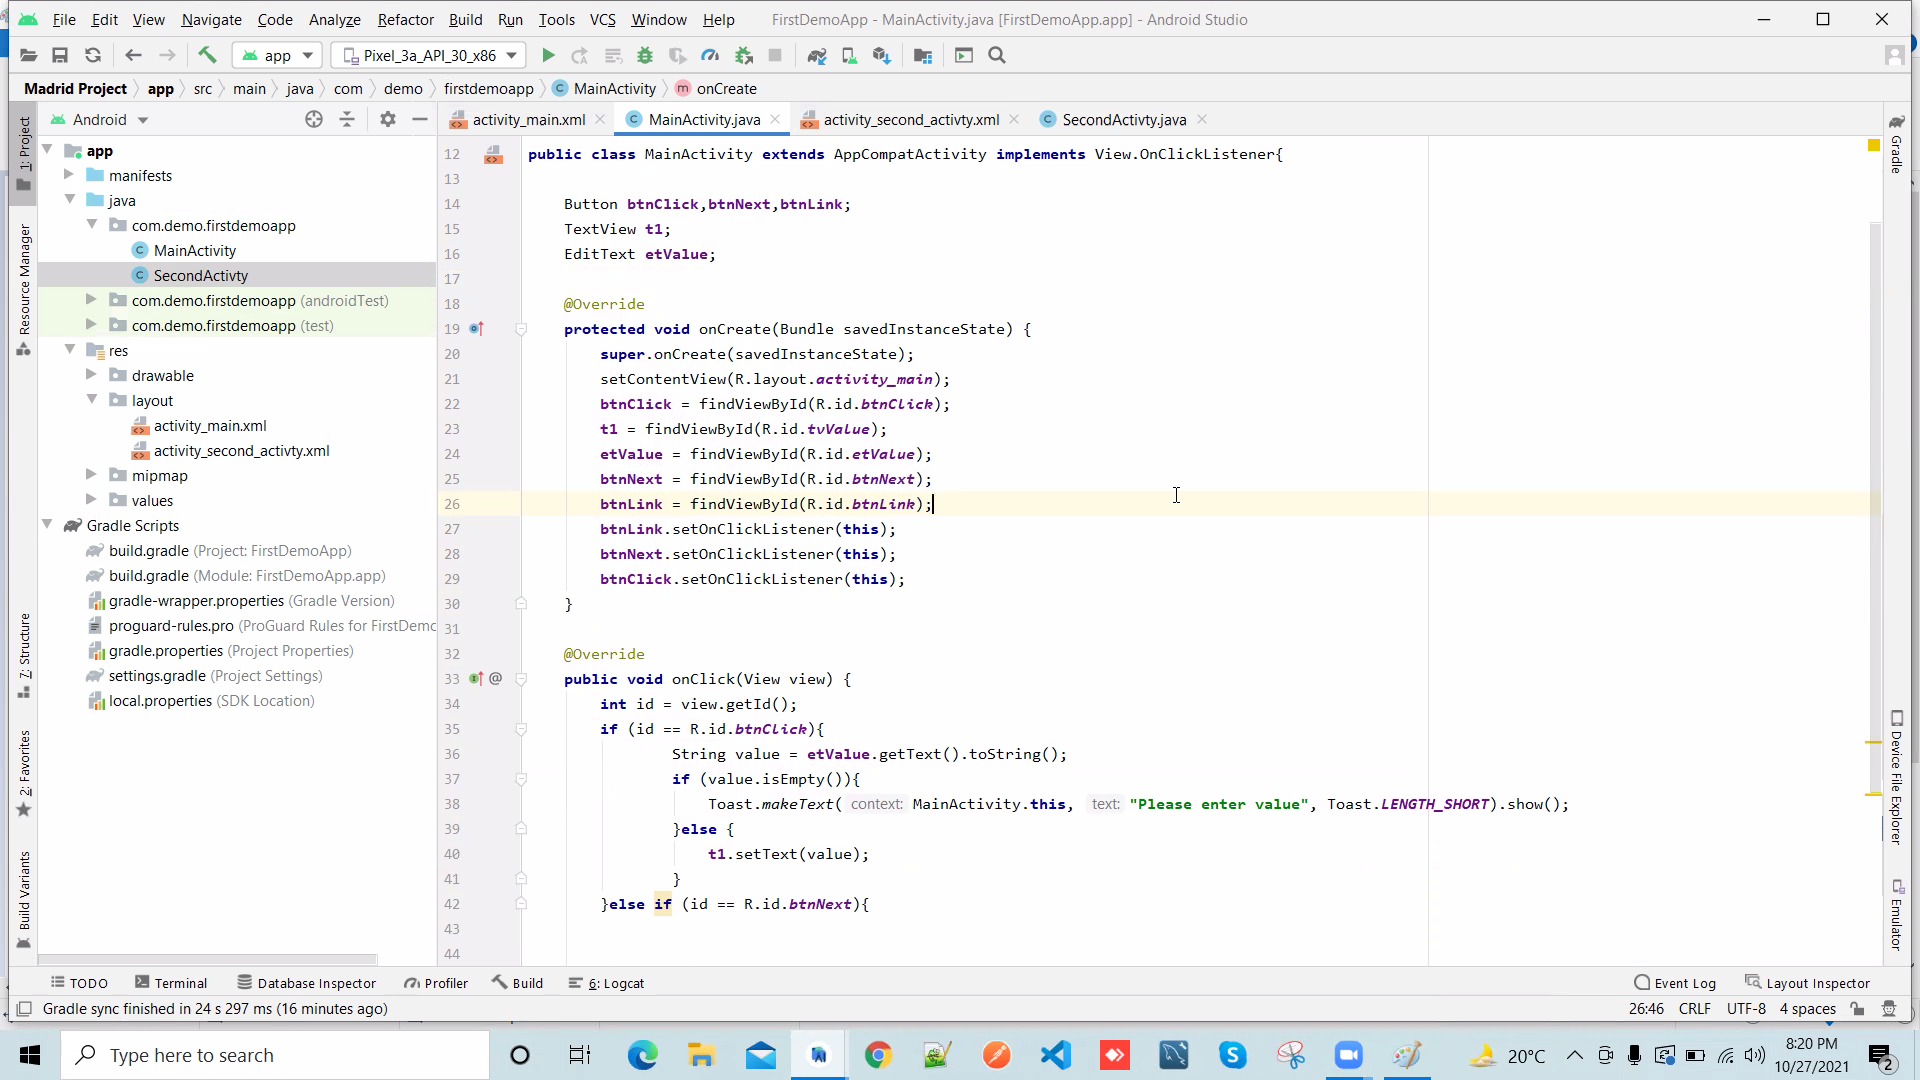 File Edit View Navigate Code Analyze Refactor Build Run Tools VCS Window Help FirstDemoApp - MainActivity.java [FirstDemoApp.app] - Android Studio
app Pixel_3a_API_30_x86
Madrid Project app src main java com demo firstdemoapp MainActivity onCreate
Android
activity_main.xml MainActivity.java activity_second_activty.xml SecondActivty.java
1: Project
Resource Manager
7: Structure
2: Favorites
Build Variants
app
manifests
java
com.demo.firstdemoapp
MainActivity
SecondActivty
com.demo.firstdemoapp (androidTest)
com.demo.firstdemoapp (test)
res
drawable
layout
activity_main.xml
activity_second_activty.xml
mipmap
values
Gradle Scripts
build.gradle (Project: FirstDemoApp)
build.gradle (Module: FirstDemoApp.app)
gradle-wrapper.properties (Gradle Version)
proguard-rules.pro (ProGuard Rules for FirstDemo
gradle.properties (Project Properties)
settings.gradle (Project Settings)
local.properties (SDK Location)
12 public class MainActivity extends AppCompatActivity implements View.OnClickListener{
13
14 Button btnClick,btnNext,btnLink;
15 TextView t1;
16 EditText etValue;
17
18 @Override
19 protected void onCreate(Bundle savedInstanceState) {
20 super.onCreate(savedInstanceState);
21 setContentView(R.layout.activity_main);
22 btnClick = findViewById(R.id.btnClick);
23 t1 = findViewById(R.id.tvValue);
24 etValue = findViewById(R.id.etValue);
25 btnNext = findViewById(R.id.btnNext);
26 btnLink = findViewById(R.id.btnLink);
27 btnLink.setOnClickListener(this);
28 btnNext.setOnClickListener(this);
29 btnClick.setOnClickListener(this);
30 }
31
32 @Override
33 public void onClick(View view) {
34 int id = view.getId();
35 if (id == R.id.btnClick){
36 String value = etValue.getText().toString();
37 if (value.isEmpty()){
38 Toast.makeText( context: MainActivity.this, text: "Please enter value", Toast.LENGTH_SHORT).show();
39 }else {
40 t1.setText(value);
41 }
42 }else if (id == R.id.btnNext){
43
44
Gradle
Device File Explorer
Emulator
TODO Terminal Database Inspector Profiler Build 6: Logcat Event Log Layout Inspector
Gradle sync finished in 24 s 297 ms (16 minutes ago) 26:46 CRLF UTF-8 4 spaces
Type here to search
20°C
8:20 PM
10/27/2021
2